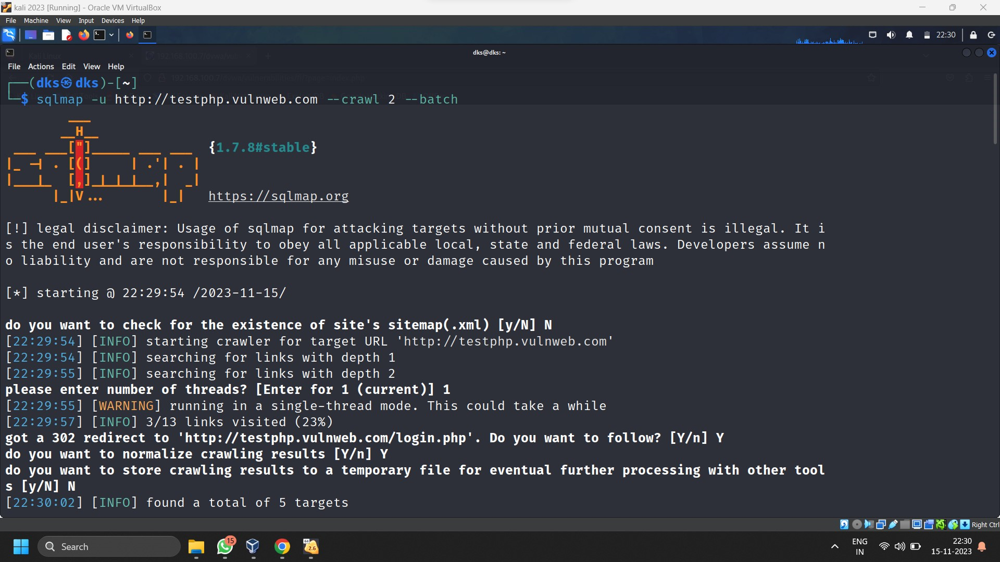 kali 2023 [Running] - Oracle VM VirtualBox
File Machine View Input Devices Help
22:30
dks@dks: ~
File Actions Edit View Help
(dks㉿dks)-[~]
$ sqlmap -u http://testphp.vulnweb.com --crawl 2 --batch
H
{1.7.8#stable}
V...
https://sqlmap.org
[!] legal disclaimer: Usage of sqlmap for attacking targets without prior mutual consent is illegal. It i
s the end user's responsibility to obey all applicable local, state and federal laws. Developers assume n
o liability and are not responsible for any misuse or damage caused by this program
[*] starting @ 22:29:54 /2023-11-15/
do you want to check for the existence of site's sitemap(.xml) [y/N] N
[22:29:54] [INFO] starting crawler for target URL 'http://testphp.vulnweb.com'
[22:29:54] [INFO] searching for links with depth 1
[22:29:55] [INFO] searching for links with depth 2
please enter number of threads? [Enter for 1 (current)] 1
[22:29:55] [WARNING] running in a single-thread mode. This could take a while
[22:29:57] [INFO] 3/13 links visited (23%)
got a 302 redirect to 'http://testphp.vulnweb.com/login.php'. Do you want to follow? [Y/n] Y
do you want to normalize crawling results [Y/n] Y
do you want to store crawling results to a temporary file for eventual further processing with other tool
s [y/N] N
[22:30:02] [INFO] found a total of 5 targets
Right Ctrl
Search
15
64
2.6
ENG
IN
22:30
15-11-2023